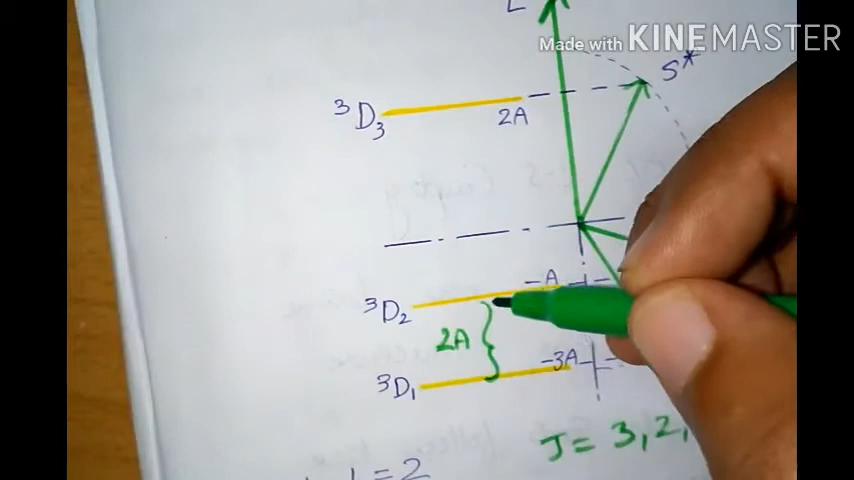 L
Made with KINEMASTER
S*
³D₃
2A
-A
³D₂
2A
-3A
³D₁
J = 3, 2,
L = 2